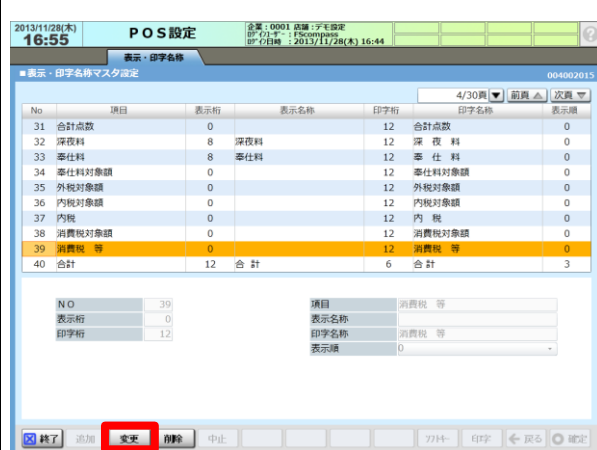 2013/11/28(木)
16:55
POS設定
企業：0001 店舗：デモ設定
ﾛｸﾞｲﾝﾕｰｻﾞｰ：FScompass
ﾛｸﾞｲﾝ日時 ：2013/11/28(木) 16:44
表示・印字名称
■表示・印字名称マスタ設定
004002015
4/30頁 ▼ 前頁 ▲ 次頁 ▼
No 項目 表示桁 表示名称 印字桁 印字名称 表示順
31 合計点数 0 12 合計点数 0
32 深夜料 8 深夜料 12 深 夜 料 0
33 奉仕料 8 奉仕料 12 奉 仕 料 0
34 奉仕料対象額 0 12 奉仕料対象額 0
35 外税対象額 0 12 外税対象額 0
36 内税対象額 0 12 内税対象額 0
37 内税 0 12 内 税 0
38 消費税対象額 0 12 消費税対象額 0
39 消費税 等 0 12 消費税 等 0
40 合計 12 合 計 6 合 計 3
NO 39 項目 消費税 等
表示桁 0 表示名称
印字桁 12 印字名称 消費税 等
表示順 0
終了 追加 変更 削除 中止 ｿﾌﾄｷｰ 印字 戻る 確定